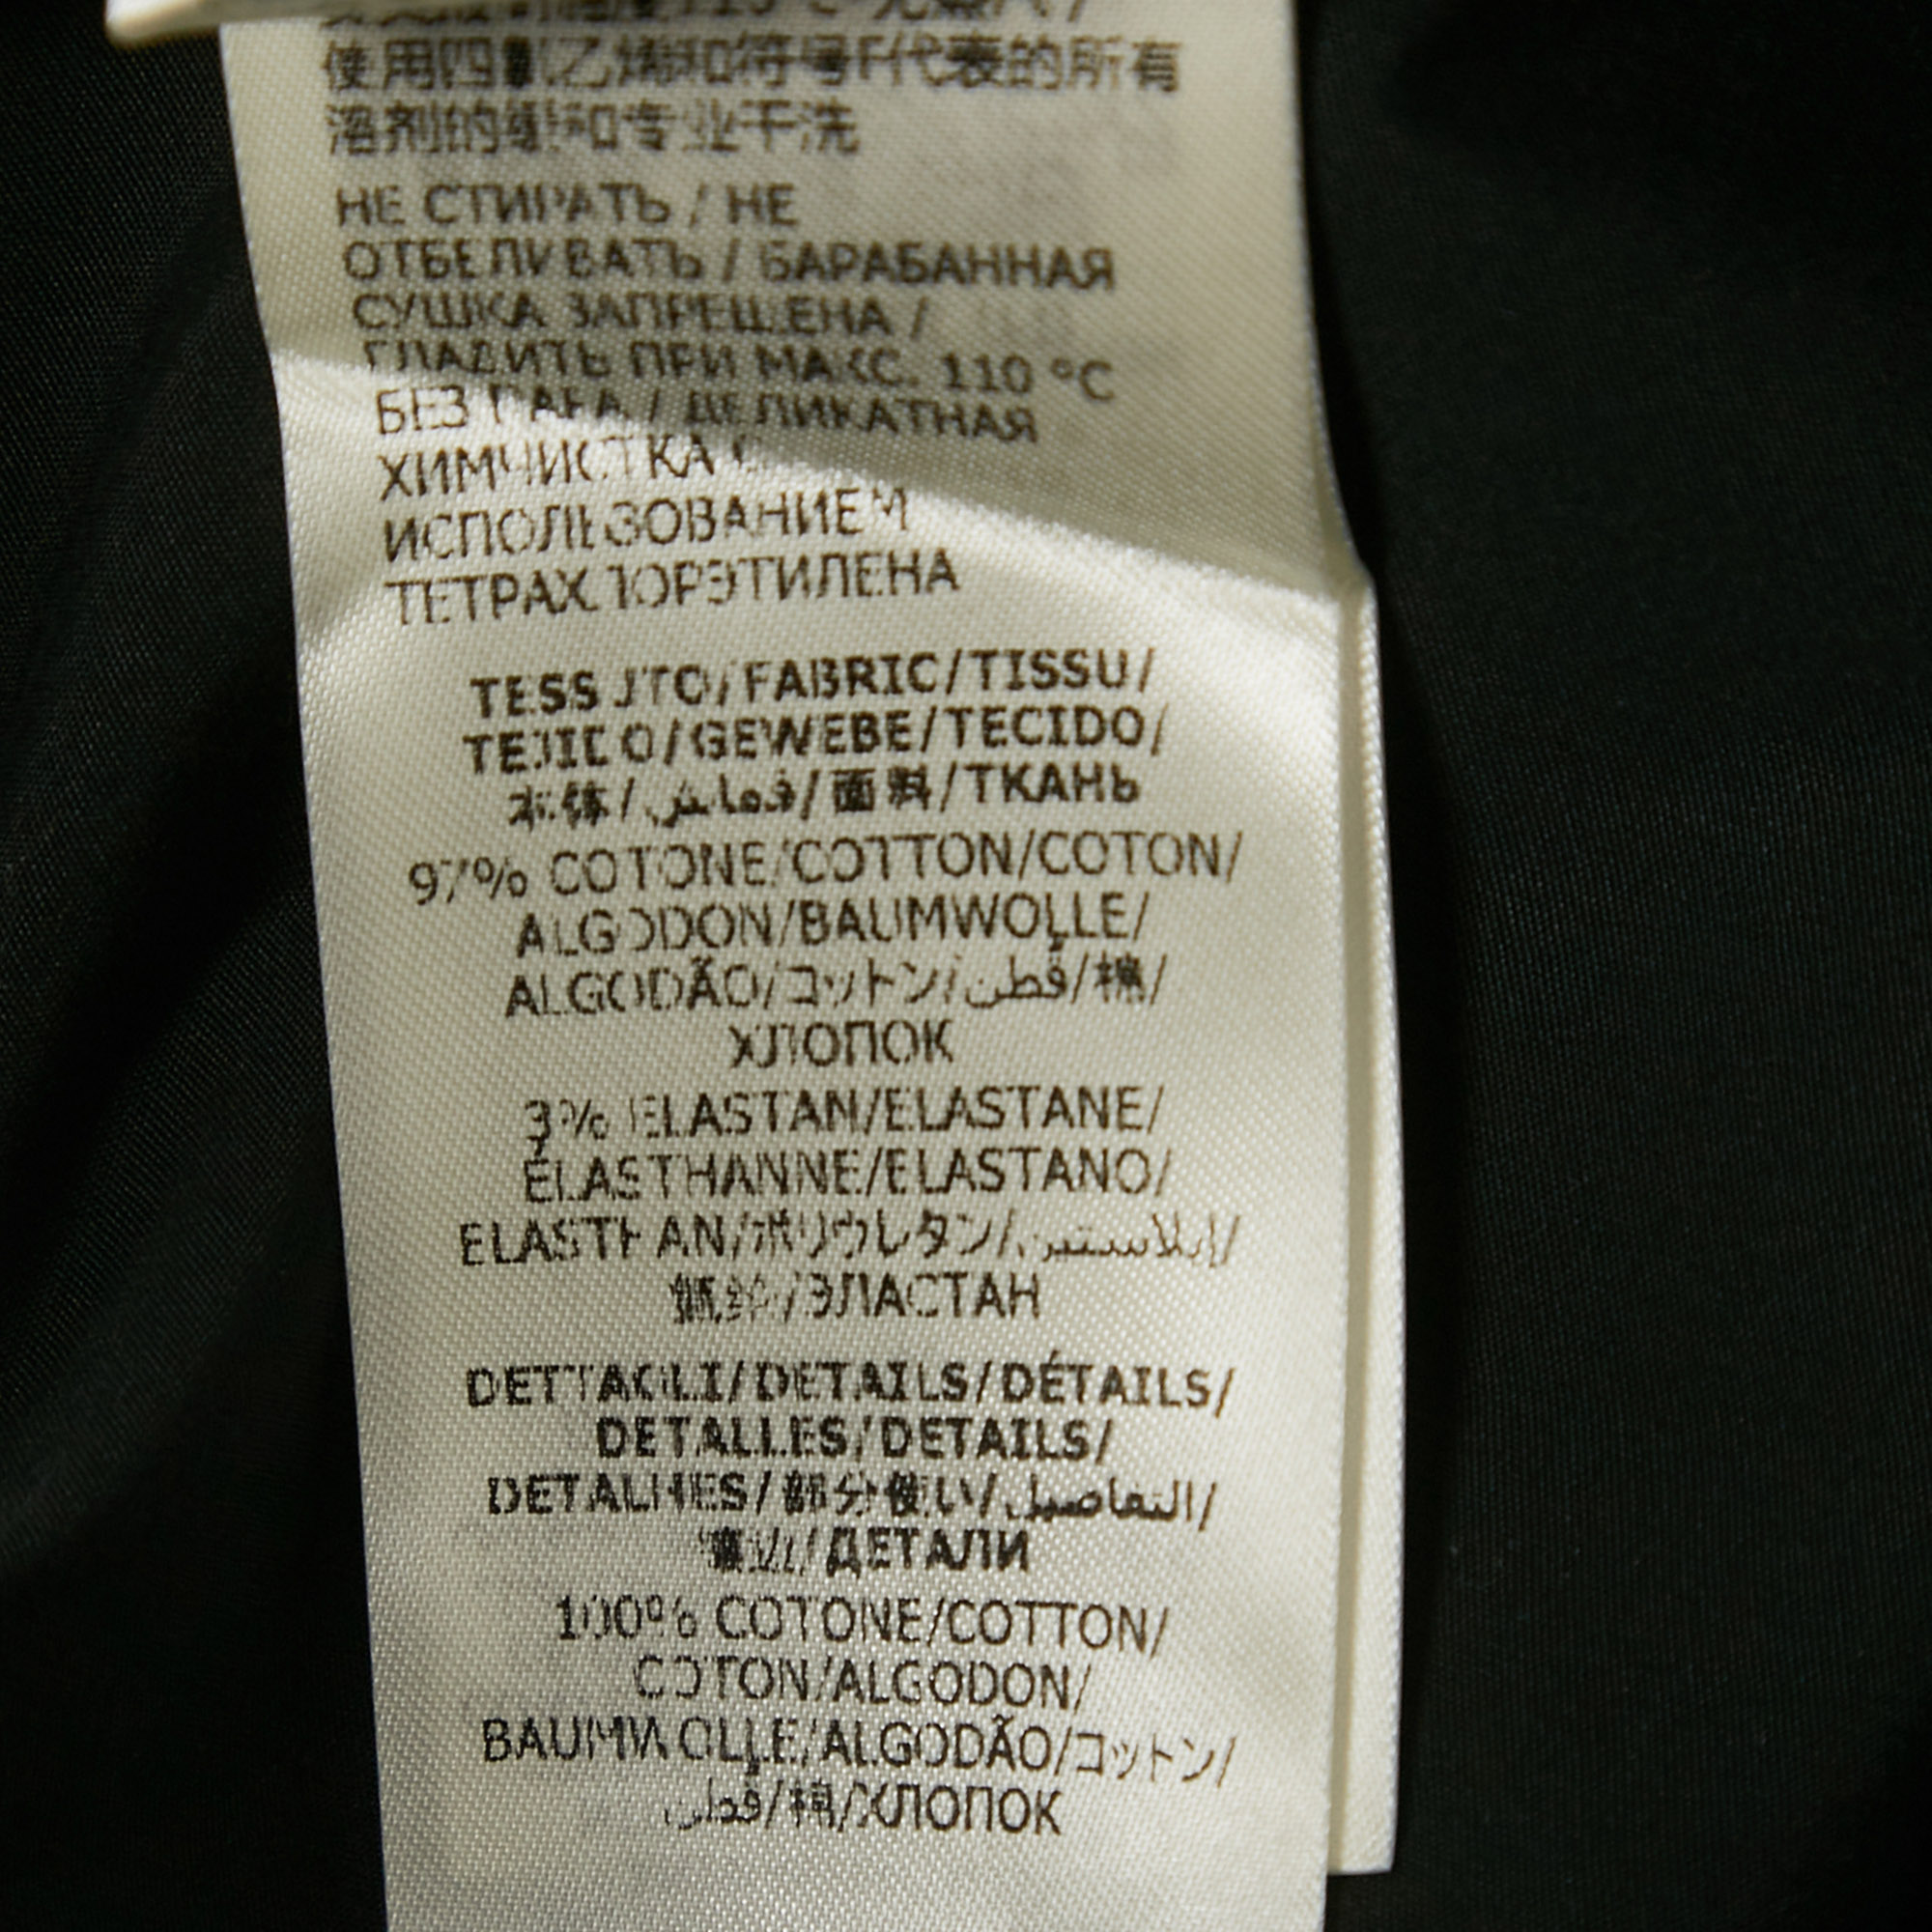 使用四氯乙烯和符号F代表的所有
溶剂的缓和专业干洗
НЕ СТИРАТЬ / НЕ
ОТБЕЛИВАТЬ / БАРАБАННАЯ
СУШКА ЗАПРЕЩЕНА /
ГЛАДИТЬ ПРИ МАКС. 110 °C
БЕЗ ПАРА / ДЕЛИКАТНАЯ
ХИМЧИСТКА С
ИСПОЛЬЗОВАНИЕМ
ТЕТРАХЛОРЭТИЛЕНА
TESSUTO/FABRIC/TISSU/
TEJIDO/GEWEBE/TECIDO/
本体/قماش/面料/ТКАНЬ
97% COTONE/COTTON/COTON/
ALGODON/BAUMWOLLE/
ALGODÃO/コットン/قطن/棉/
ХЛОПОК
3% ELASTAN/ELASTANE/
ÉLASTHANNE/ELASTANO/
ELASTHAN/ポリウレタン/إيلاستين/
氨纶/ЭЛАСТАН
DETTAGLI/DETAILS/DÉTAILS/
DETALLES/DETAILS/
DETALHES/部分使い/التفاصيل/
镶边/ДЕТАЛИ
100% COTONE/COTTON/
COTON/ALGODON/
BAUMWOLLE/ALGODÃO/コットン/
قطن/棉/ХЛОПОК